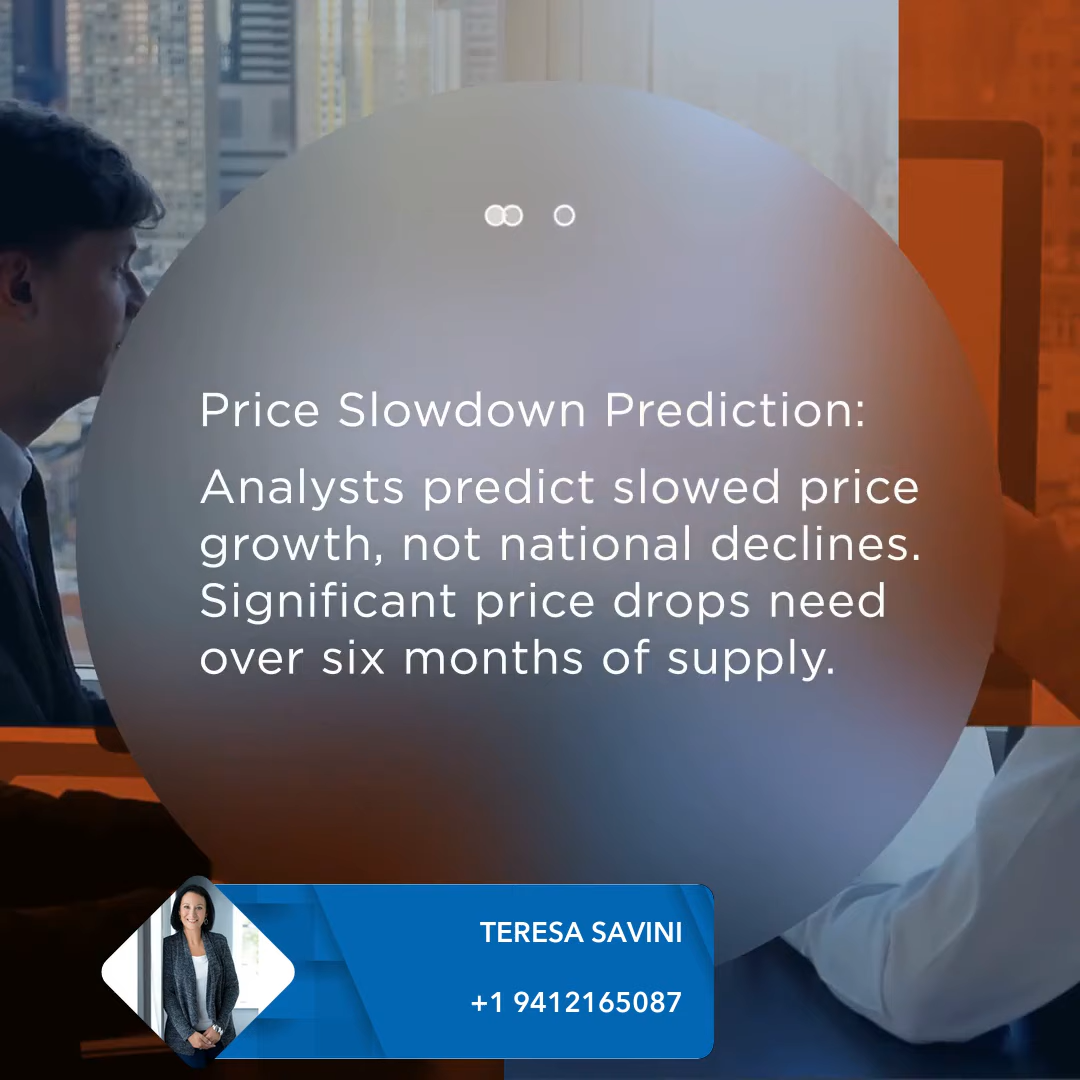 Price Slowdown Prediction:
Analysts predict slowed price
growth, not national declines.
Significant price drops need
over six months of supply.
TERESA SAVINI
+1 9412165087